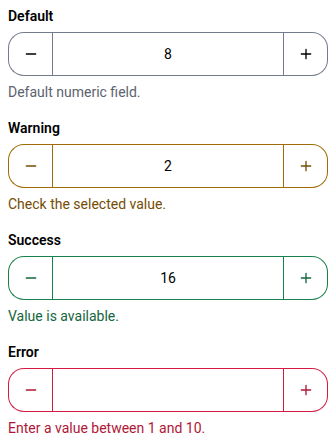 Default
− 8 +
Default numeric field.
Warning
− 2 +
Check the selected value.
Success
− 16 +
Value is available.
Error
− +
Enter a value between 1 and 10.